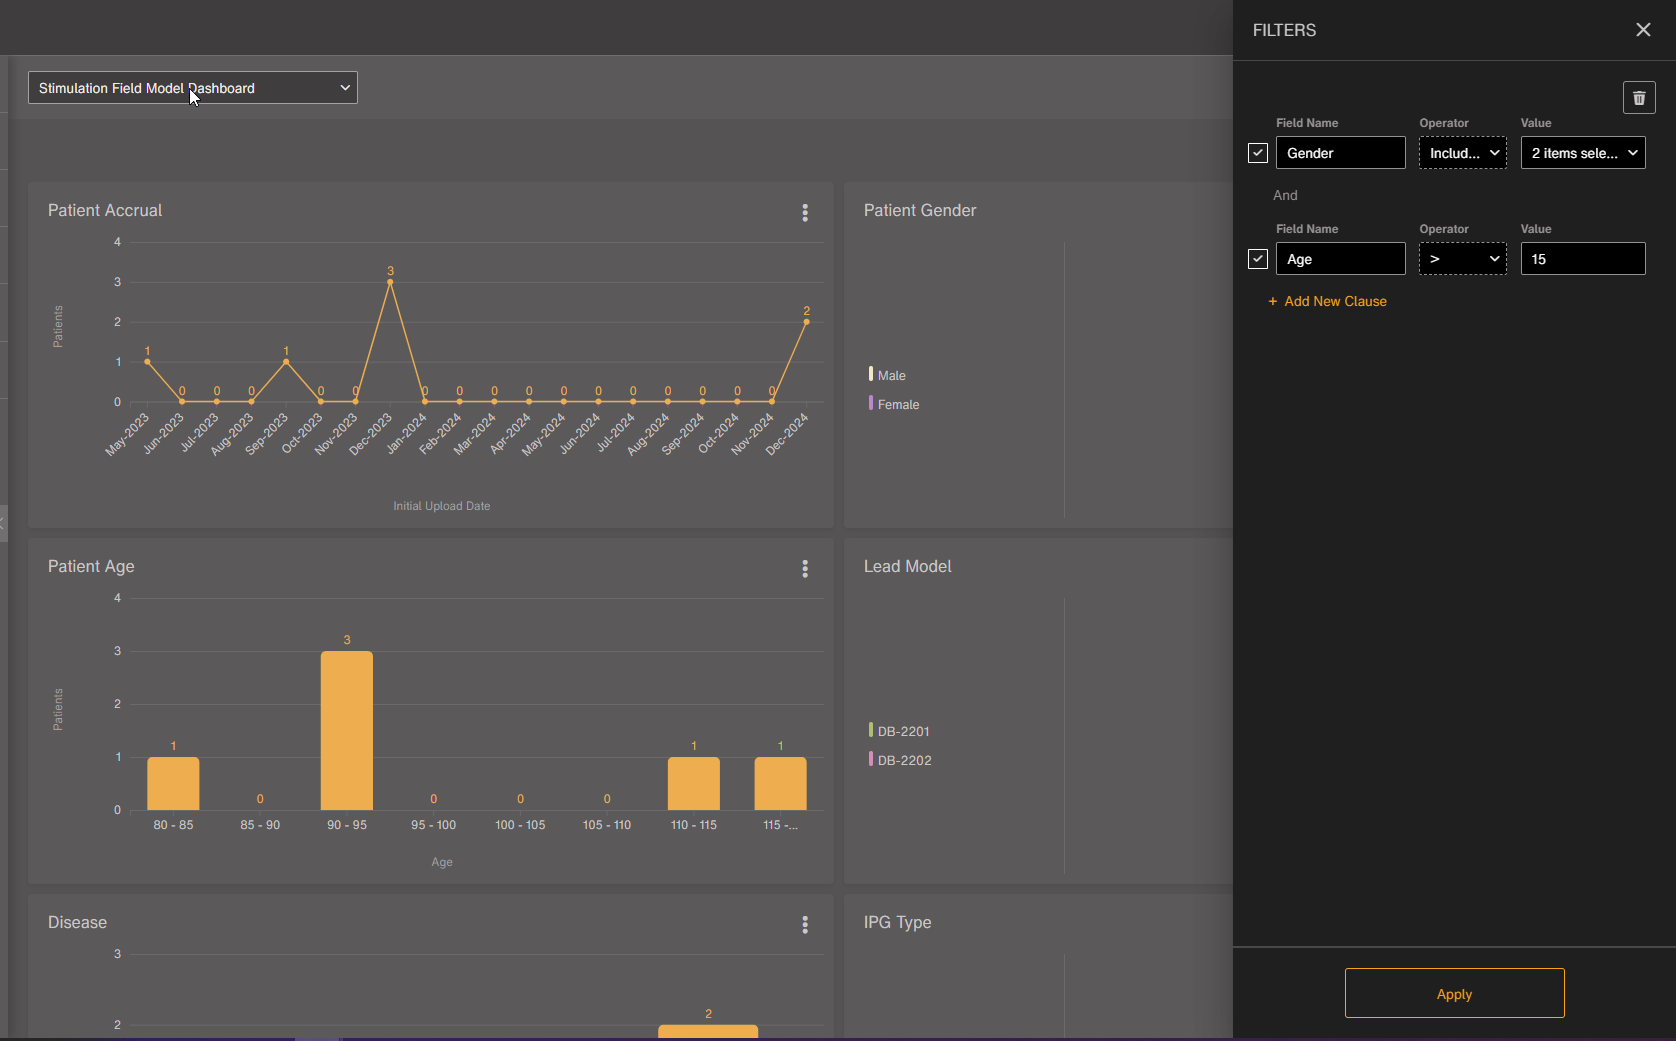 FILTERS
Stimulation Field Model Dashboard
Field Name Operator Value
Gender Includ... 2 items sele...
And
Field Name Operator Value
Age > 15
+ Add New Clause
Apply
Patient Accrual
Patients
4
3
2
1
0
1
0
0
0
1
0
0
3
0
0
0
0
0
0
0
0
0
0
0
2
May-2023
Jun-2023
Jul-2023
Aug-2023
Sep-2023
Oct-2023
Nov-2023
Dec-2023
Jan-2024
Feb-2024
Mar-2024
Apr-2024
May-2024
Jun-2024
Jul-2024
Aug-2024
Sep-2024
Oct-2024
Nov-2024
Dec-2024
Initial Upload Date
Patient Gender
Male
Female
Patient Age
Patients
4
3
2
1
0
1
0
3
0
0
0
1
1
80 - 85
85 - 90
90 - 95
95 - 100
100 - 105
105 - 110
110 - 115
115 -...
Age
Lead Model
DB-2201
DB-2202
Disease
3
2
2
IPG Type